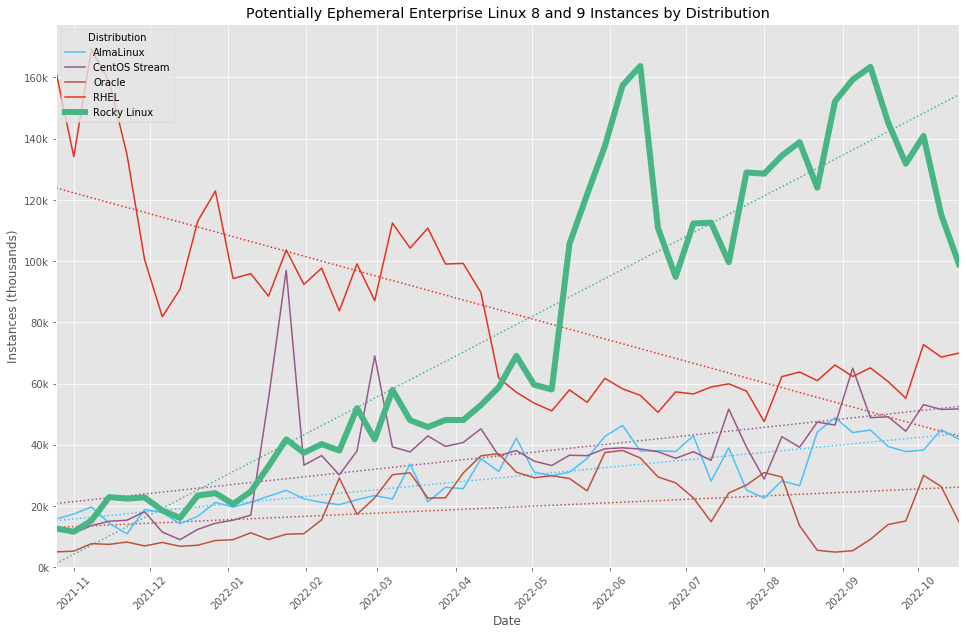 Potentially Ephemeral Enterprise Linux 8 and 9 Instances by Distribution
Distribution
AlmaLinux
CentOS Stream
Oracle
RHEL
Rocky Linux
160k
140k
120k
100k
80k
60k
40k
20k
0k
Instances (thousands)
2021-11
2021-12
2022-01
2022-02
2022-03
2022-04
2022-05
2022-06
2022-07
2022-08
2022-09
2022-10
Date